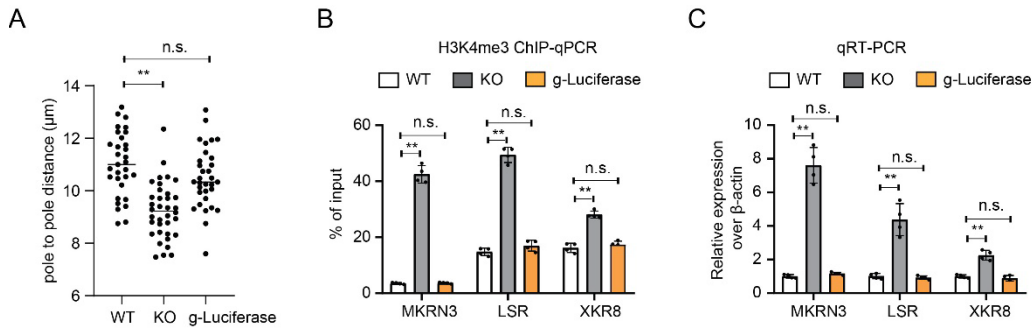 A
n.s.
**
pole to pole distance (μm)
14
12
10
8
6
WT KO g-Luciferase
B
H3K4me3 ChIP-qPCR
WT KO g-Luciferase
n.s.
**
n.s.
**
n.s.
**
% of input
60
40
20
0
MKRN3 LSR XKR8
C
qRT-PCR
WT KO g-Luciferase
n.s.
**
n.s.
**
n.s.
**
Relative expression
over β-actin
10
8
6
4
2
0
MKRN3 LSR XKR8